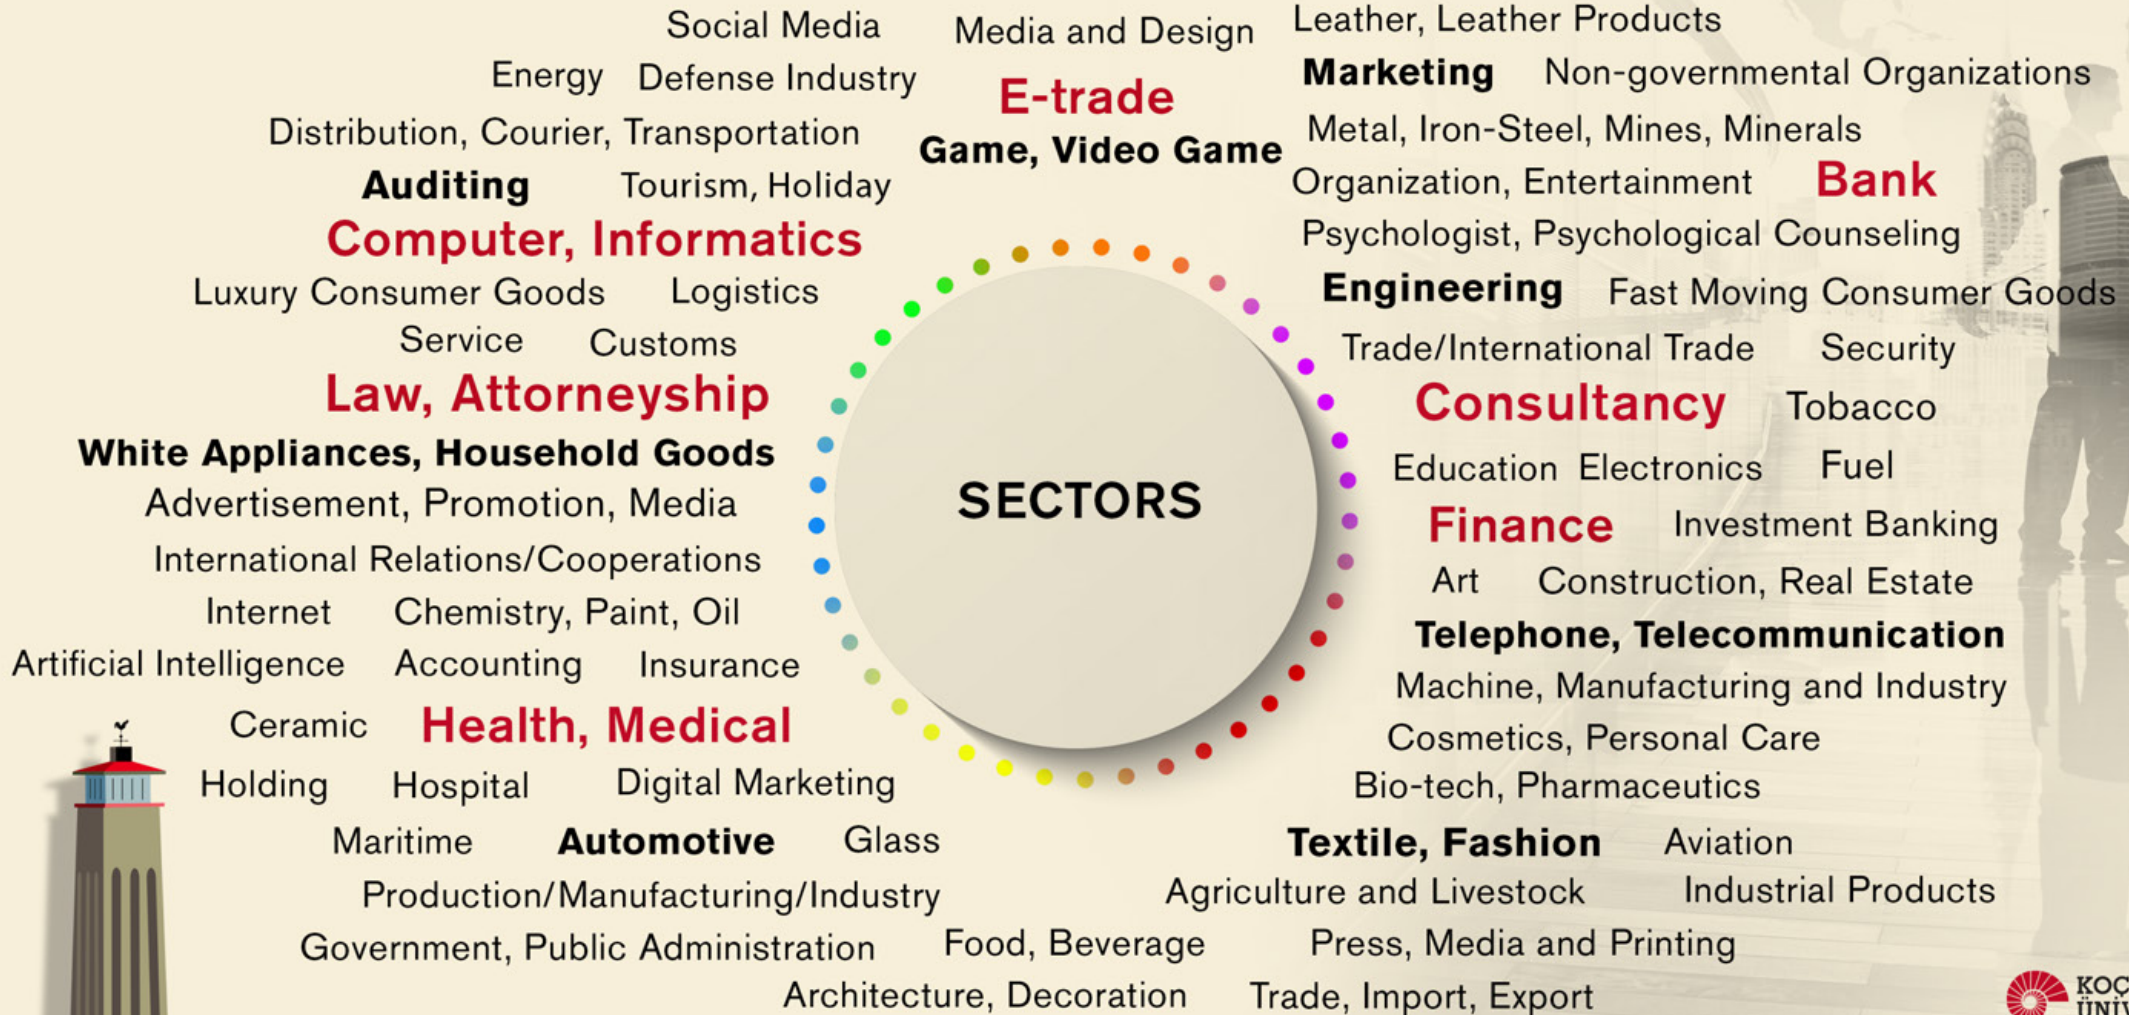 Social Media
Media and Design
Leather, Leather Products
Energy
Defense Industry
E-trade
Marketing
Non-governmental Organizations
Distribution, Courier, Transportation
Game, Video Game
Metal, Iron-Steel, Mines, Minerals
Auditing
Tourism, Holiday
Organization, Entertainment
Bank
Computer, Informatics
Psychologist, Psychological Counseling
Luxury Consumer Goods
Logistics
Engineering
Fast Moving Consumer Goods
Service
Customs
Trade/International Trade
Security
Law, Attorneyship
Consultancy
Tobacco
White Appliances, Household Goods
Education
Electronics
Fuel
Advertisement, Promotion, Media
SECTORS
Finance
Investment Banking
International Relations/Cooperations
Art
Construction, Real Estate
Internet
Chemistry, Paint, Oil
Telephone, Telecommunication
Artificial Intelligence
Accounting
Insurance
Machine, Manufacturing and Industry
Ceramic
Health, Medical
Cosmetics, Personal Care
Holding
Hospital
Digital Marketing
Bio-tech, Pharmaceutics
Maritime
Automotive
Glass
Textile, Fashion
Aviation
Production/Manufacturing/Industry
Agriculture and Livestock
Industrial Products
Government, Public Administration
Food, Beverage
Press, Media and Printing
Architecture, Decoration
Trade, Import, Export
KOÇ